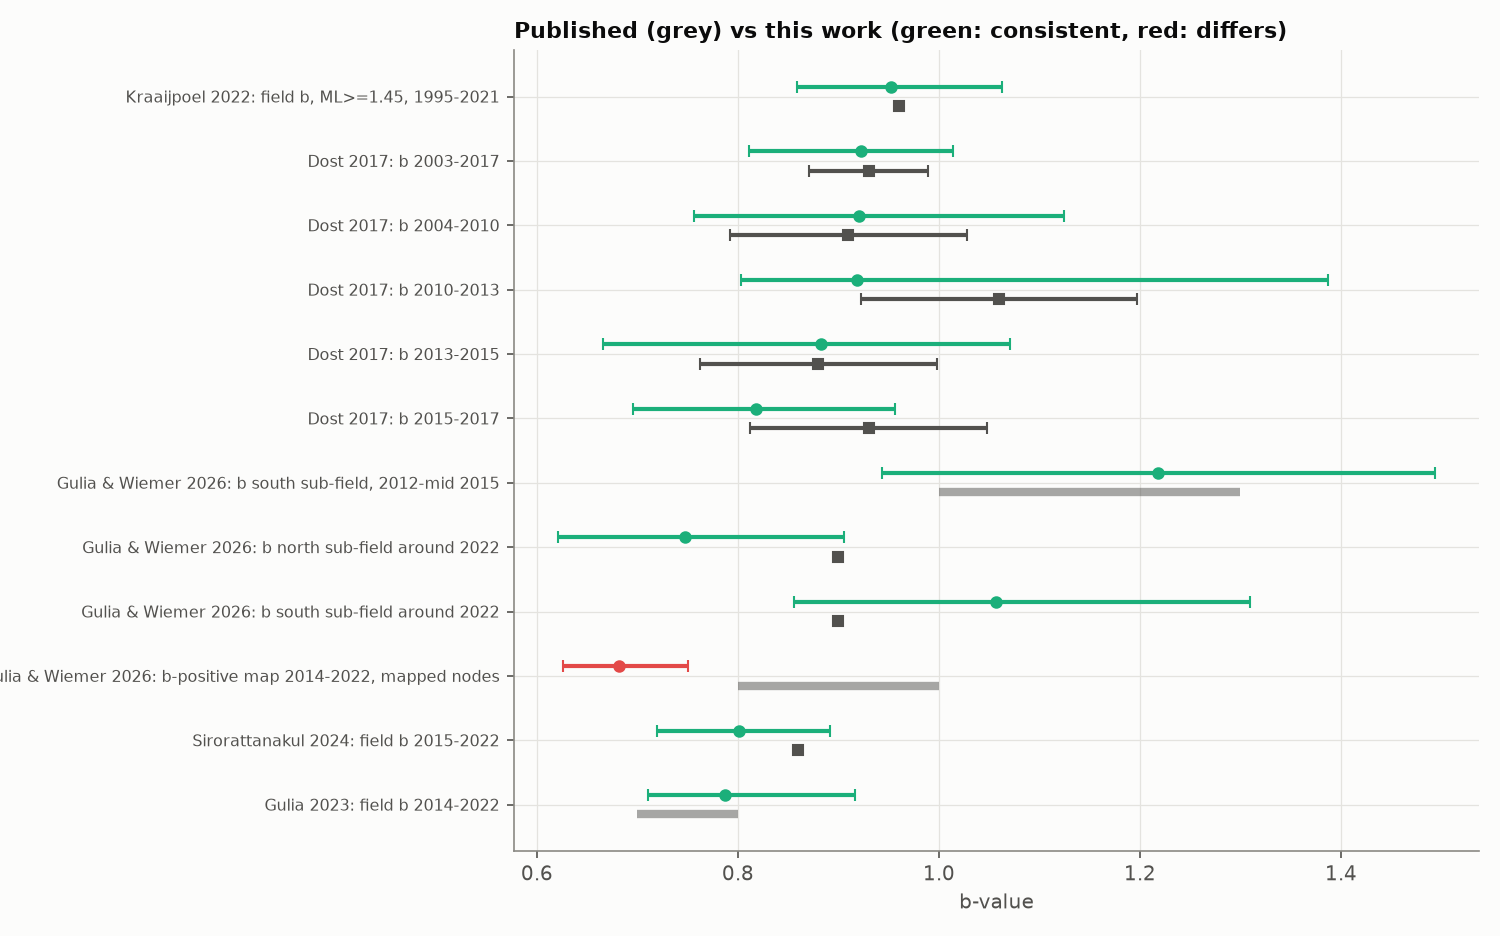 Published (grey) vs this work (green: consistent, red: differs)
Kraaijpoel 2022: field b, ML>=1.45, 1995-2021
Dost 2017: b 2003-2017
Dost 2017: b 2004-2010
Dost 2017: b 2010-2013
Dost 2017: b 2013-2015
Dost 2017: b 2015-2017
Gulia & Wiemer 2026: b south sub-field, 2012-mid 2015
Gulia & Wiemer 2026: b north sub-field around 2022
Gulia & Wiemer 2026: b south sub-field around 2022
ulia & Wiemer 2026: b-positive map 2014-2022, mapped nodes
Sirorattanakul 2024: field b 2015-2022
Gulia 2023: field b 2014-2022
0.6 0.8 1.0 1.2 1.4
b-value